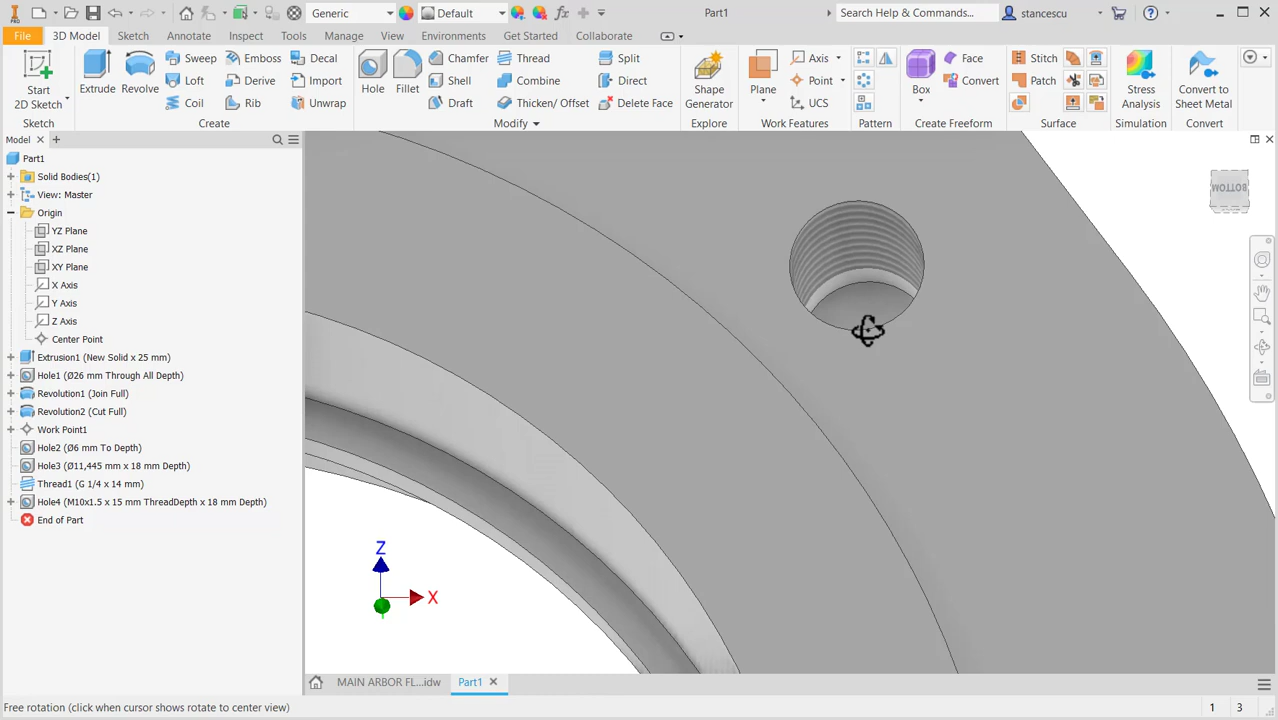 PRO
Generic
Default
fx
Part1
Search Help & Commands...
stancescu
File
3D Model
Sketch
Annotate
Inspect
Tools
Manage
View
Environments
Get Started
Collaborate
Start
2D Sketch
Extrude
Revolve
Sweep
Loft
Coil
Emboss
Derive
Rib
Decal
Import
Unwrap
Hole
Fillet
Chamfer
Shell
Draft
Thread
Combine
Thicken/ Offset
Split
Direct
Delete Face
Shape
Generator
Plane
Axis
Point
UCS
Box
Face
Convert
Stitch
Patch
Stress
Analysis
Convert to
Sheet Metal
Sketch
Create
Modify
Explore
Work Features
Pattern
Create Freeform
Surface
Simulation
Convert
Model
Part1
Solid Bodies(1)
View: Master
Origin
YZ Plane
XZ Plane
XY Plane
X Axis
Y Axis
Z Axis
Center Point
Extrusion1 (New Solid x 25 mm)
Hole1 (Ø26 mm Through All Depth)
Revolution1 (Join Full)
Revolution2 (Cut Full)
Work Point1
Hole2 (Ø6 mm To Depth)
Hole3 (Ø11,445 mm x 18 mm Depth)
Thread1 (G 1/4 x 14 mm)
Hole4 (M10x1.5 x 15 mm ThreadDepth x 18 mm Depth)
End of Part
BOTTOM
Z
X
MAIN ARBOR FL...idw
Part1
Free rotation (click when cursor shows rotate to center view)
1
3